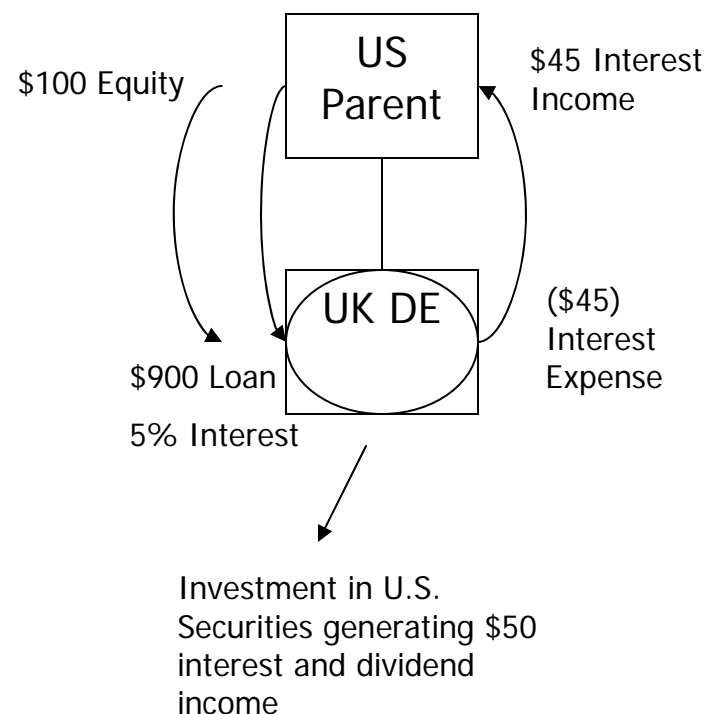 US
Parent
$100 Equity
$45 Interest
Income
UK DE
($45)
Interest
Expense
$900 Loan
5% Interest
Investment in U.S.
Securities generating $50
interest and dividend
income